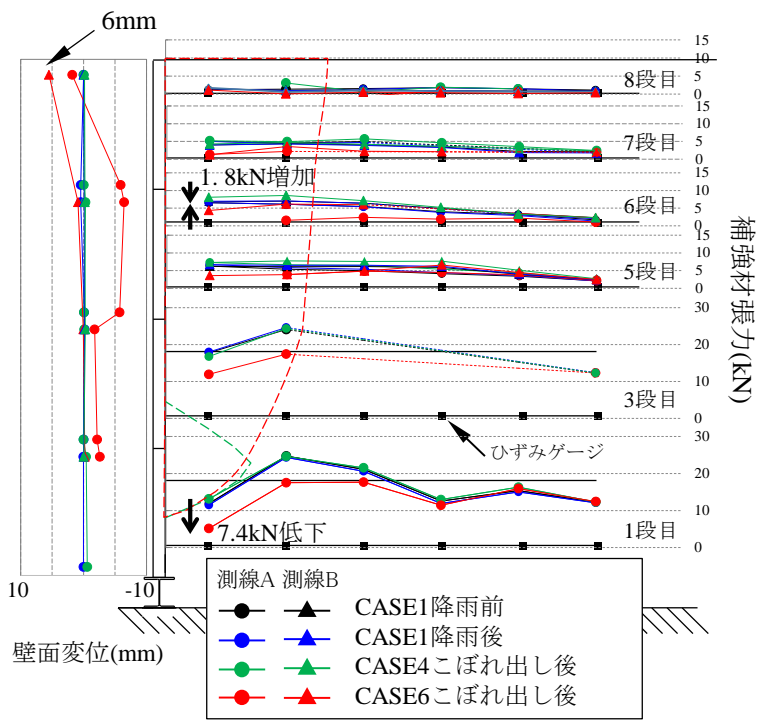 6mm
15
10
5
0
8段目
15
10
5
0
7段目
1.8kN増加
15
10
5
0
6段目
15
10
5
0
5段目
補強材張力(kN)
30
20
10
0
3段目
ひずみゲージ
30
20
10
0
7.4kN低下
1段目
10
-10
壁面変位(mm)
測線A 測線B
CASE1降雨前
CASE1降雨後
CASE4こぼれ出し後
CASE6こぼれ出し後